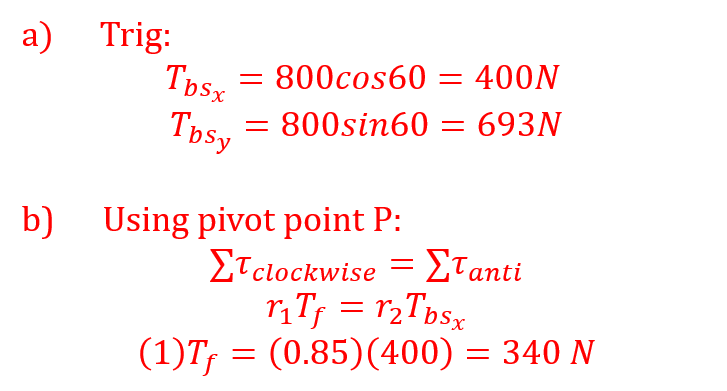 a) Trig:
T_{bs_x} = 800cos60 = 400N
T_{bs_y} = 800sin60 = 693N
b) Using pivot point P:
∑τ_{clockwise} = ∑τ_{anti}
r_1T_f = r_2T_{bs_x}
(1)T_f = (0.85)(400) = 340 N